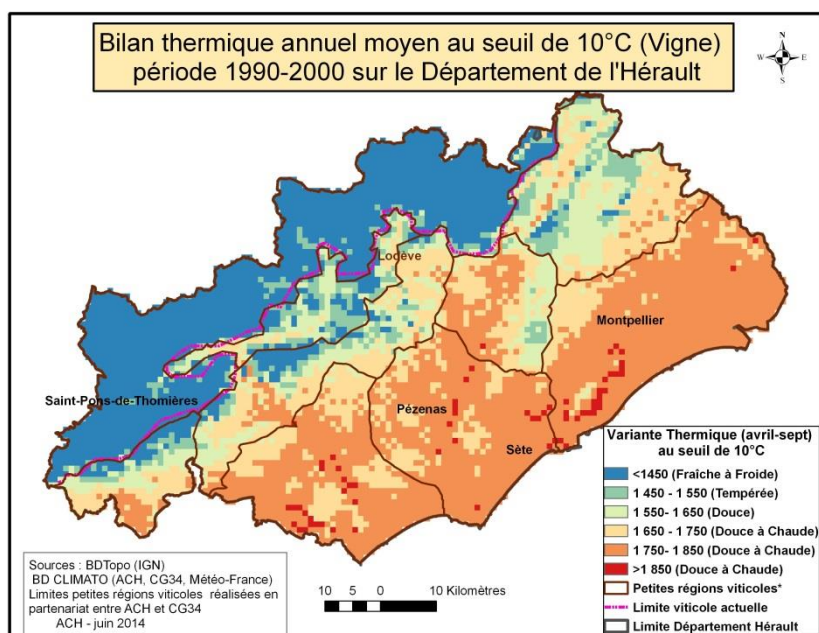 Bilan thermique annuel moyen au seuil de 10°C (Vigne)
période 1990-2000 sur le Département de l'Hérault
N
W E
S
Lodève
Montpellier
Saint-Pons-de-Thomières
Pézenas
Sète
Variante Thermique (avril-sept)
au seuil de 10°C
<1450 (Fraîche à Froide)
1 450 - 1 550 (Tempérée)
1 550- 1 650 (Douce)
1 650 - 1 750 (Douce à Chaude)
1 750 - 1 850 (Douce à Chaude)
>1 850 (Douce à Chaude)
Petites régions viticoles*
Limite viticole actuelle
Limite Département Hérault
Sources : BDTopo (IGN)
BD CLIMATO (ACH, CG34, Météo-France)
Limites petites régions viticoles réalisées en
partenariat entre ACH et CG34
ACH - juin 2014
10 5 0 10 Kilomètres